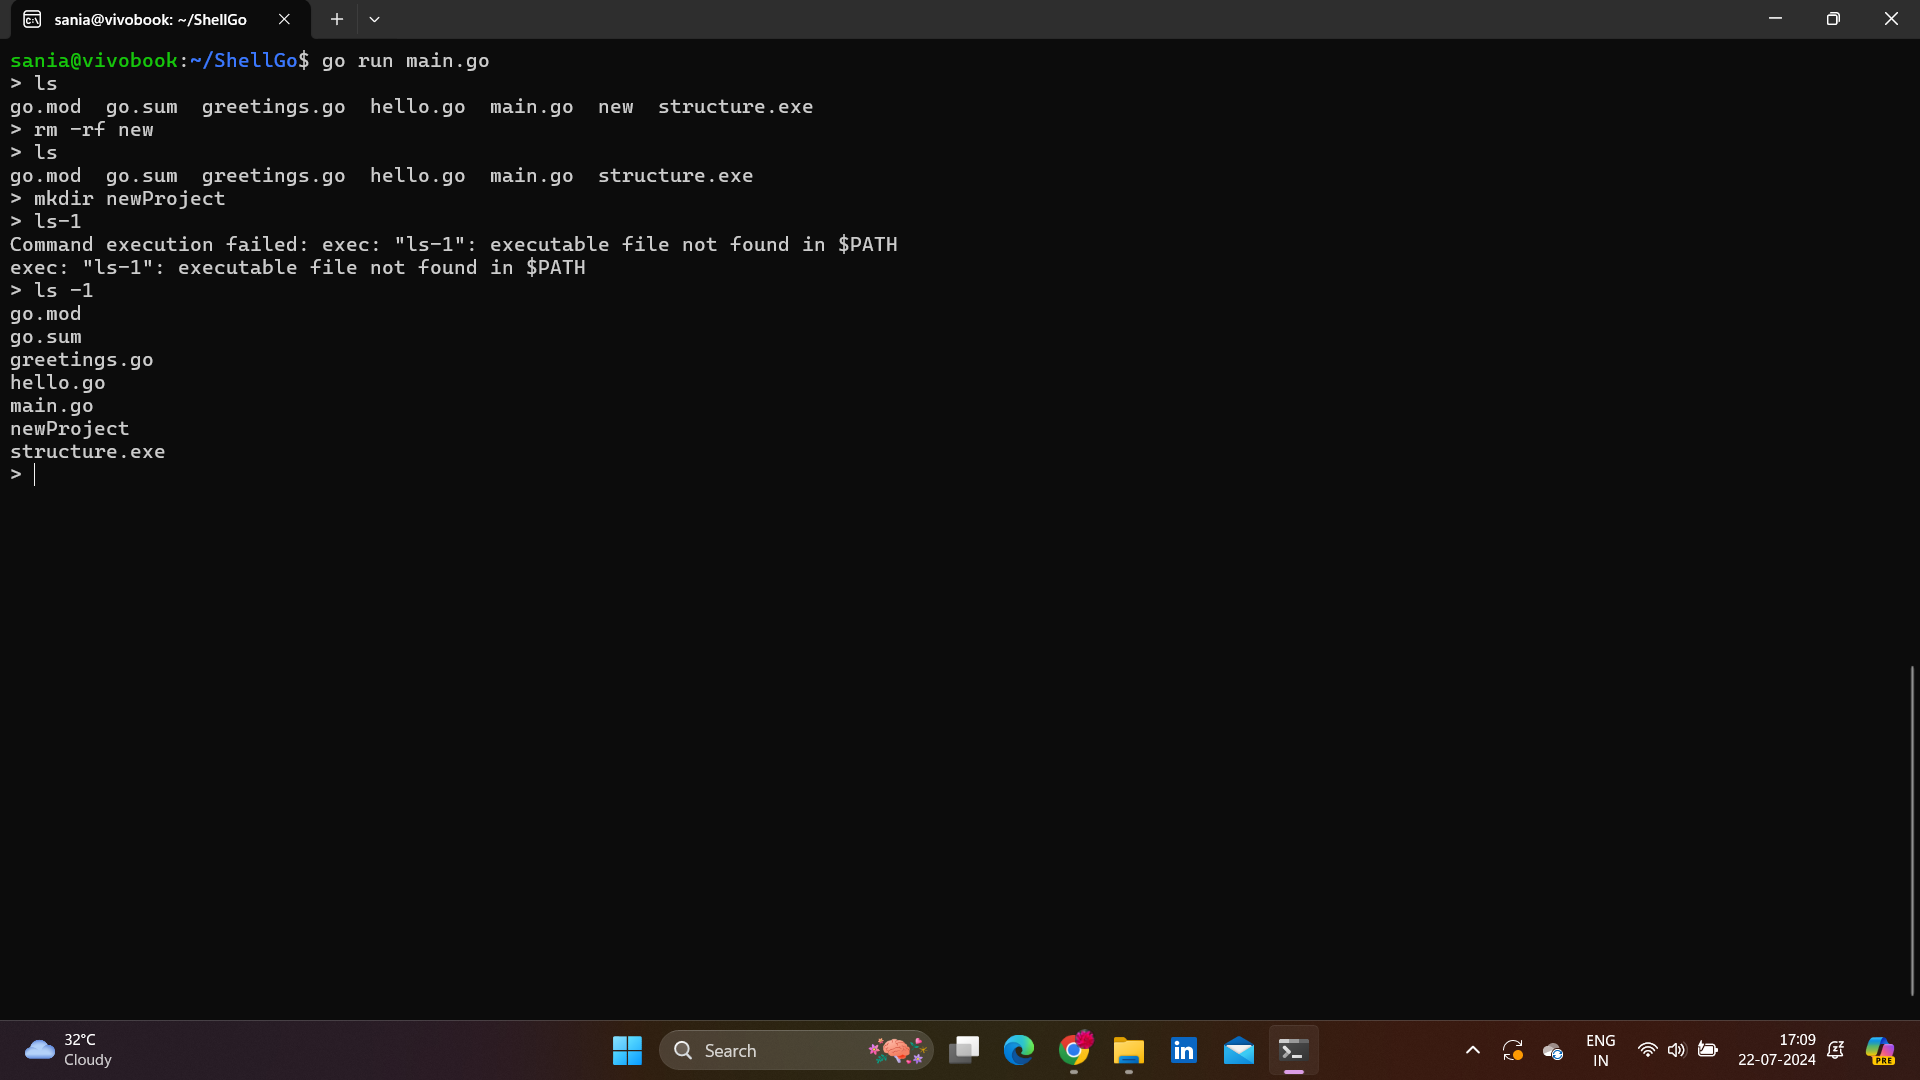 sania@vivobook: ~/ShellGo
sania@vivobook:~/ShellGo$ go run main.go
> ls
go.mod  go.sum  greetings.go  hello.go  main.go  new  structure.exe
> rm -rf new
> ls
go.mod  go.sum  greetings.go  hello.go  main.go  structure.exe
> mkdir newProject
> ls-1
Command execution failed: exec: "ls-1": executable file not found in $PATH
exec: "ls-1": executable file not found in $PATH
> ls -1
go.mod
go.sum
greetings.go
hello.go
main.go
newProject
structure.exe
>
32°C
Cloudy
Search
ENG
IN
17:09
22-07-2024
PRE